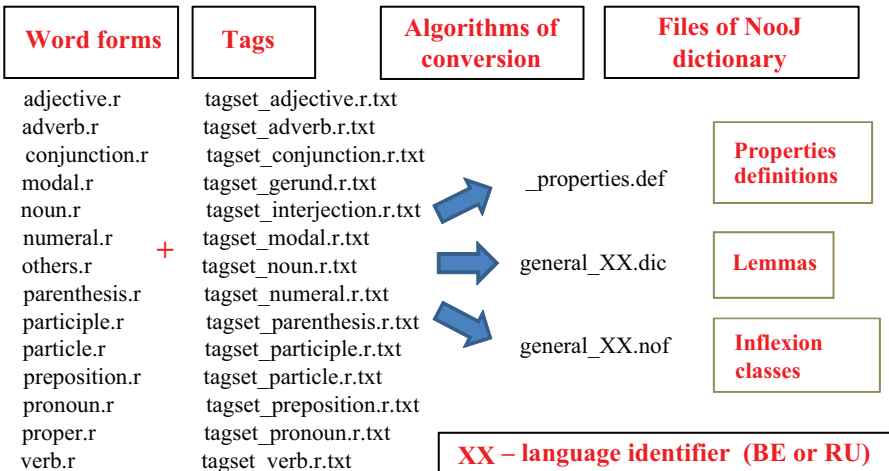 Word forms
Tags
Algorithms of
conversion
Files of NooJ
dictionary
adjective.r
adverb.r
conjunction.r
modal.r
noun.r
numeral.r
others.r
parenthesis.r
participle.r
particle.r
preposition.r
pronoun.r
proper.r
verb.r
+
tagset_adjective.r.txt
tagset_adverb.r.txt
tagset_conjunction.r.txt
tagset_gerund.r.txt
tagset_interjection.r.txt
tagset_modal.r.txt
tagset_noun.r.txt
tagset_numeral.r.txt
tagset_parenthesis.r.txt
tagset_participle.r.txt
tagset_particle.r.txt
tagset_preposition.r.txt
tagset_pronoun.r.txt
tagset_verb.r.txt
_properties.def
general_XX.dic
general_XX.nof
Properties
definitions
Lemmas
Inflexion
classes
XX – language identifier (BE or RU)